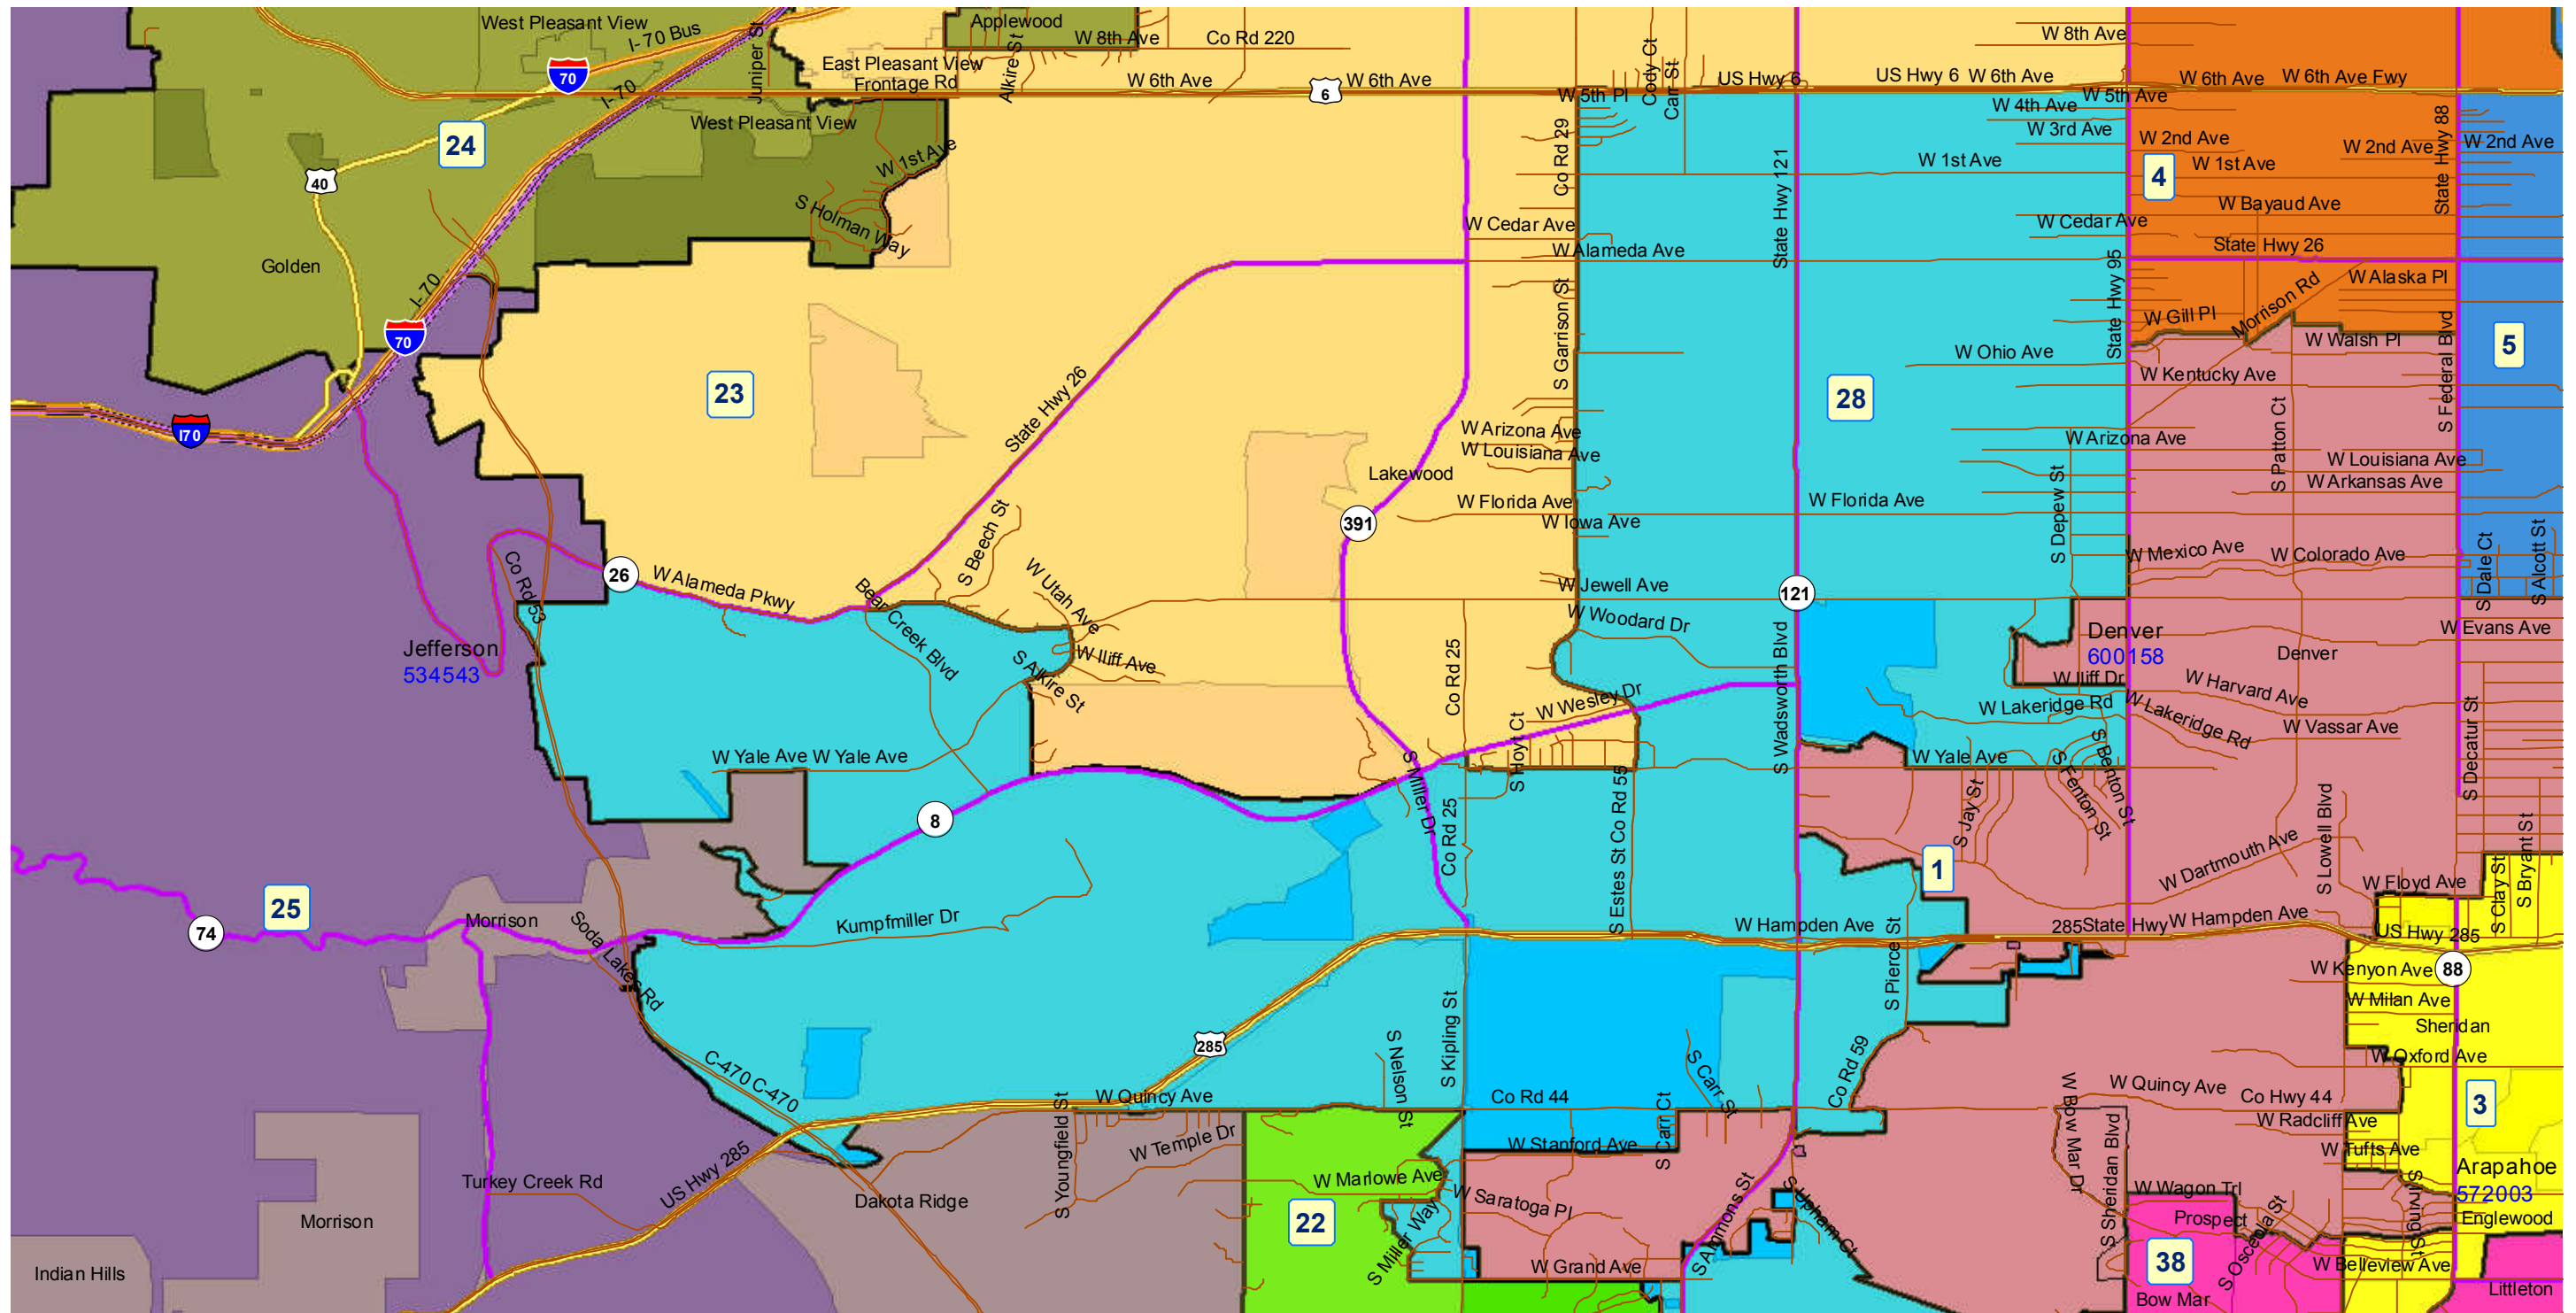 West Pleasant View
I-70 Bus
Juniper St
Applewood
Alkire St
W 8th Ave
Co Rd 220
Cody Ct
Carr St
W 8th Ave
70
I-70
East Pleasant View
Frontage Rd
W 6th Ave
6
W 6th Ave
W 5th Pl
US Hwy 6
US Hwy 6 W 6th Ave
W 6th Ave
W 6th Ave Fwy
W 5th Ave
W 4th Ave
W 3rd Ave
West Pleasant View
24
40
W 1st Ave
S Holman Way
Co Rd 29
State Hwy 121
W 1st Ave
W 2nd Ave
W 2nd Ave
State Hwy 88
W 2nd Ave
W 1st Ave
4
W Bayaud Ave
W Cedar Ave
W Cedar Ave
W Alameda Ave
State Hwy 26
Golden
I-70
70
I70
23
State Hwy 26
S Garrison St
State Hwy 95
W Alaska Pl
Morrison Rd
W Gill Pl
W Walsh Pl
W Ohio Ave
W Kentucky Ave
S Federal Blvd
5
28
W Arizona Ave
W Louisiana Ave
Lakewood
W Florida Ave
W Iowa Ave
391
W Florida Ave
W Arizona Ave
S Patton Ct
W Louisiana Ave
W Arkansas Ave
S Depew St
W Mexico Ave
W Colorado Ave
S Dale Ct
S Alcott St
Co Rd 53
26
W Alameda Pkwy
Bear Creek Blvd
S Beech St
W Utah Ave
W Iliff Ave
S Alkire St
W Jewell Ave
W Woodard Dr
121
Jefferson
534543
Denver
600158
Denver
W Evans Ave
W Iliff Dr
W Harvard Ave
W Lakeridge Rd
W Lakeridge Rd
W Vassar Ave
S Decatur St
Co Rd 25
W Wesley Dr
S Hoyt Ct
S Wadsworth Blvd
W Yale Ave
W Yale Ave
W Yale Ave
8
S Miller Dr
Co Rd 25
S Estes St Co Rd 55
S Jay St
S Fenton St
S Benton St
W Dartmouth Ave
S Lowell Blvd
S Clay St
S Bryant St
1
W Floyd Ave
25
74
Morrison
Soda Lakes Rd
Kumpfmiller Dr
W Hampden Ave
S Pierce St
285State Hwy
W Hampden Ave
US Hwy 285
W Kenyon Ave
88
W Milan Ave
Sheridan
W Oxford Ave
C-470 C-470
285
S Nelson St
S Kipling St
Co Rd 59
S Youngfield St
W Quincy Ave
Co Rd 44
S Carr Ct
S Carr St
W Quincy Ave
Co Hwy 44
W Radcliff Ave
3
W Bow Mar Dr
S Sheridan Blvd
W Temple Dr
W Stanford Ave
W Tufts Ave
Turkey Creek Rd
US Hwy 285
Dakota Ridge
W Marlowe Ave
W Saratoga Pl
S Ammons St
S Upham Ct
W Wagon Trl
Arapahoe
572003
Englewood
Prospect
S Irving St
Morrison
22
S Miller Way
38
S Osceola St
Indian Hills
W Grand Ave
W Belleview Ave
Bow Mar
Littleton